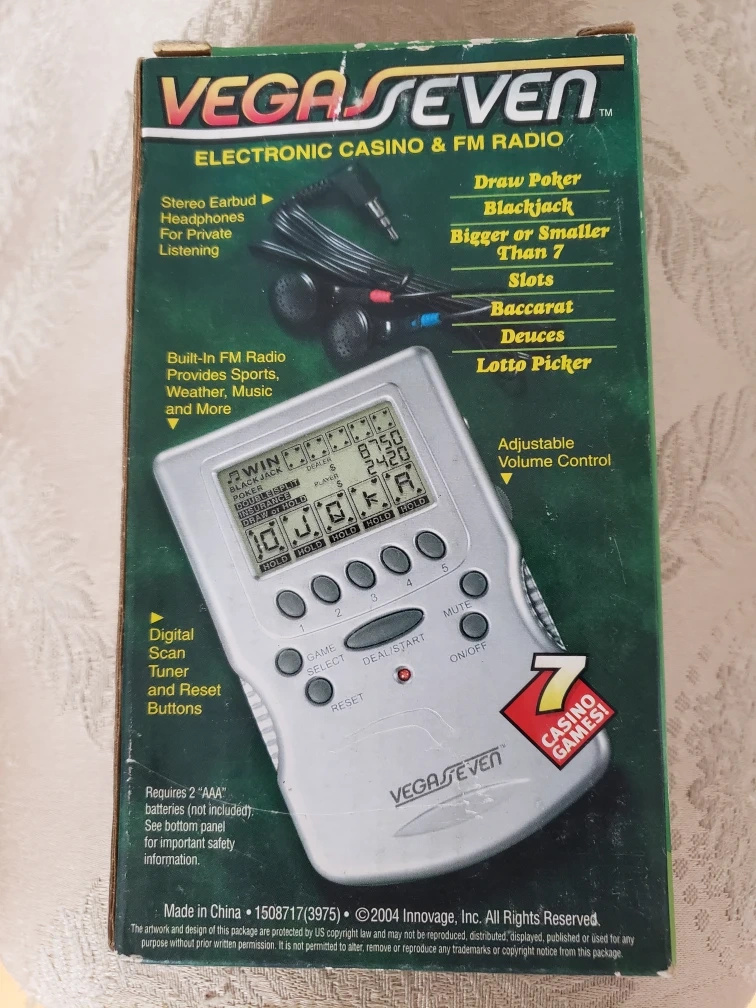 VEGAS SEVEN™
ELECTRONIC CASINO & FM RADIO
Stereo Earbud ▶
Headphones
For Private
Listening
Draw Poker
Blackjack
Bigger or Smaller
Than 7
Slots
Baccarat
Deuces
Lotto Picker
Built-In FM Radio
Provides Sports,
Weather, Music
and More
▼
Adjustable
Volume Control
▼
WIN
BLACKJACK
POKER
DOUBLE SPLIT
INSURANCE
DRAW or HOLD
DEALER
$
PLAYER
$
8750
2420
10 J Q K A
HOLD HOLD HOLD HOLD HOLD
1 2 3 4 5
MUTE
GAME
SELECT
DEAL/START
ON/OFF
RESET
▶
Digital
Scan
Tuner
and Reset
Buttons
7
CASINO
GAMES!
VEGAS SEVEN™
Requires 2 "AAA"
batteries (not included).
See bottom panel
for important safety
information.
Made in China • 1508717(3975) • ©2004 Innovage, Inc. All Rights Reserved.
The artwork and design of this package are protected by US copyright law and may not be reproduced, distributed, displayed, published or used for any
purpose without prior written permission. It is not permitted to alter, remove or reproduce any trademarks or copyright notice from this package.